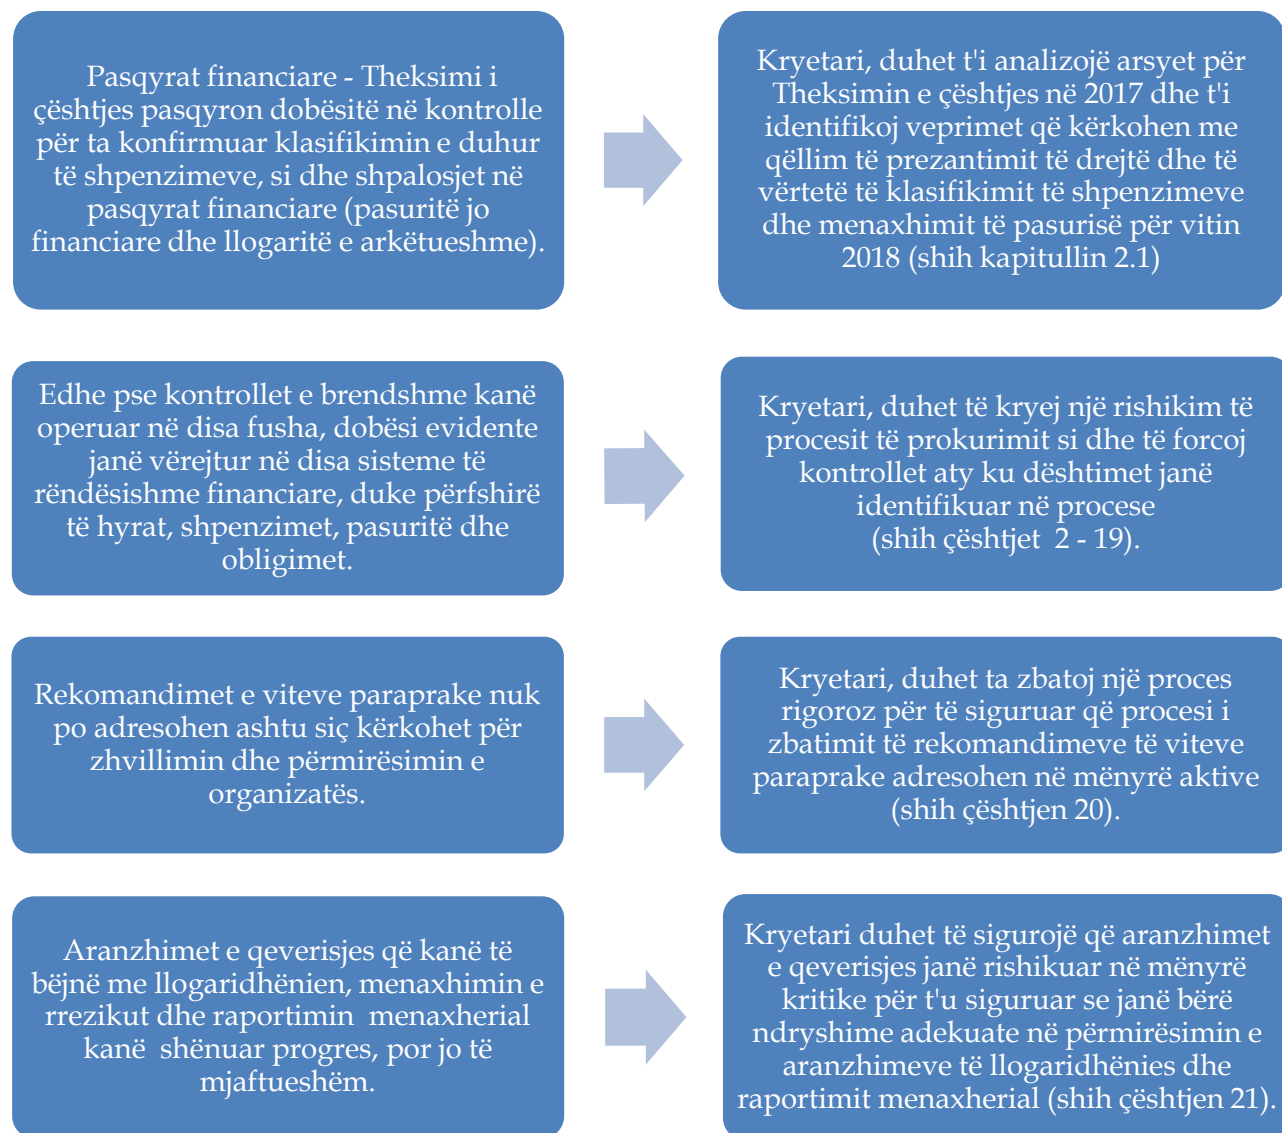 Pasqyrat financiare - Theksimi i
çështjes pasqyron dobësitë në kontrolle
për ta konfirmuar klasifikimin e duhur
të shpenzimeve, si dhe shpalosjet në
pasqyrat financiare (pasuritë jo
financiare dhe llogaritë e arkëtueshme).
Kryetari, duhet t'i analizojë arsyet për
Theksimin e çështjes në 2017 dhe t'i
identifikoj veprimet që kërkohen me
qëllim të prezantimit të drejtë dhe të
vërtetë të klasifikimit të shpenzimeve
dhe menaxhimit të pasurisë për vitin
2018 (shih kapitullin 2.1)
Edhe pse kontrollet e brendshme kanë
operuar në disa fusha, dobësi evidente
janë vërejtur në disa sisteme të
rëndësishme financiare, duke përfshirë
të hyrat, shpenzimet, pasuritë dhe
obligimet.
Kryetari, duhet të kryej një rishikim të
procesit të prokurimit si dhe të forcoj
kontrollet aty ku dështimet janë
identifikuar në procese
(shih çështjet 2 - 19).
Rekomandimet e viteve paraprake nuk
po adresohen ashtu siç kërkohet për
zhvillimin dhe përmirësimin e
organizatës.
Kryetari, duhet ta zbatoj një proces
rigoroz për të siguruar që procesi i
zbatimit të rekomandimeve të viteve
paraprake adresohen në mënyrë aktive
(shih çështjen 20).
Aranzhimet e qeverisjes që kanë të
bëjnë me llogaridhënien, menaxhimin e
rrezikut dhe raportimin menaxherial
kanë shënuar progres, por jo të
mjaftueshëm.
Kryetari duhet të sigurojë që aranzhimet
e qeverisjes janë rishikuar në mënyrë
kritike për t'u siguruar se janë bërë
ndryshime adekuate në përmirësimin e
aranzhimeve të llogaridhënies dhe
raportimit menaxherial (shih çështjen 21).